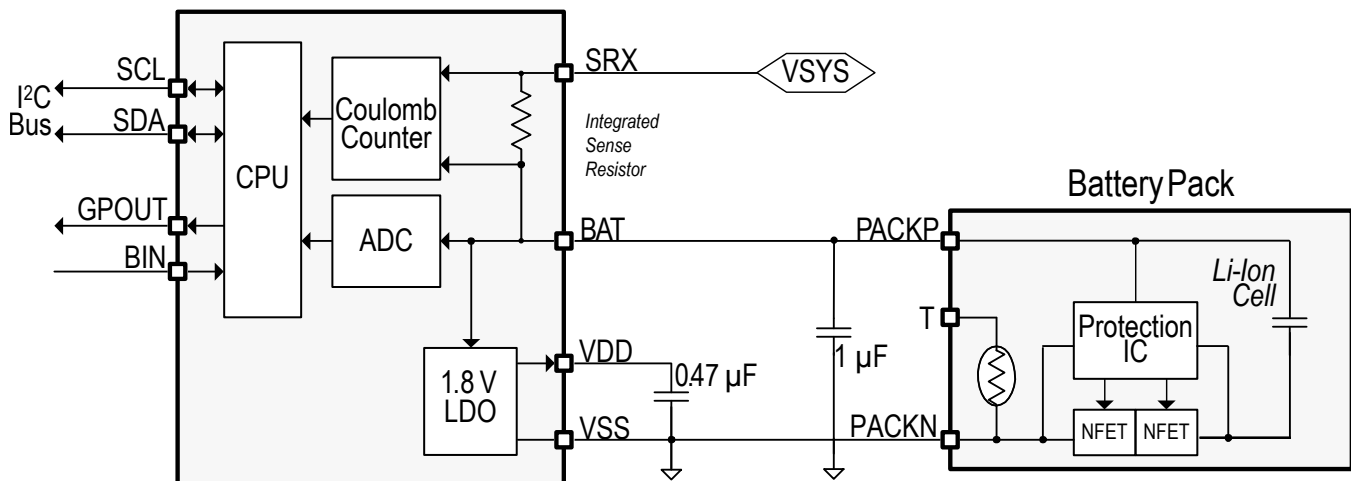 SCL
I²C
Bus
SDA
GPOUT
BIN
CPU
Coulomb
Counter
ADC
1.8 V
LDO
SRX
VSYS
Integrated
Sense
Resistor
BAT
VDD
0.47 µF
VSS
1 µF
Battery Pack
PACKP
T
PACKN
Protection
IC
Li-Ion
Cell
NFET
NFET